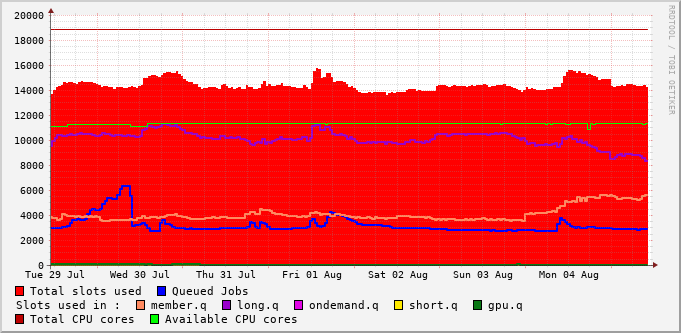 20000
18000
16000
14000
12000
10000
8000
6000
4000
2000
0
Tue 29 Jul Wed 30 Jul Thu 31 Jul Fri 01 Aug Sat 02 Aug Sun 03 Aug Mon 04 Aug
Total slots used Queued Jobs
Slots used in : member.q long.q ondemand.q short.q gpu.q
Total CPU cores Available CPU cores
RRDTOOL / TOBI OETIKER